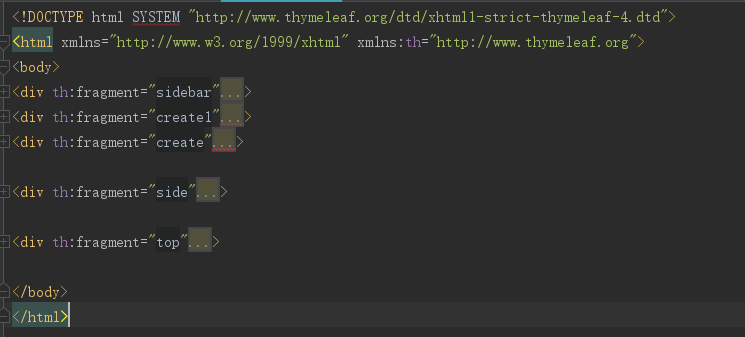 <!DOCTYPE html SYSTEM "http://www.thymeleaf.org/dtd/xhtml1-strict-thymeleaf-4.dtd">
<html xmlns="http://www.w3.org/1999/xhtml" xmlns:th="http://www.thymeleaf.org">
<body>
<div th:fragment="sidebar"...>
<div th:fragment="create1"...>
<div th:fragment="create"...>
<div th:fragment="side"...>
<div th:fragment="top"...>
</body>
</html>